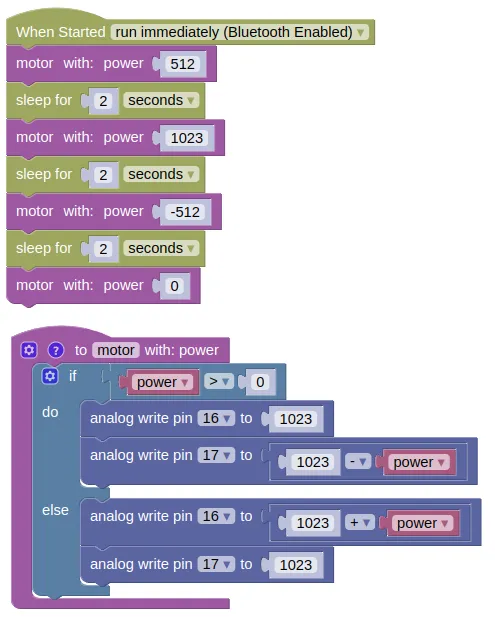 When Started run immediately (Bluetooth Enabled) ▾
motor with: power 512
sleep for 2 seconds ▾
motor with: power 1023
sleep for 2 seconds ▾
motor with: power -512
sleep for 2 seconds ▾
motor with: power 0
? to motor with: power
if power ▾ > ▾ 0
do analog write pin 16 ▾ to 1023
analog write pin 17 ▾ to 1023 - ▾ power ▾
else analog write pin 16 ▾ to 1023 + ▾ power ▾
analog write pin 17 ▾ to 1023